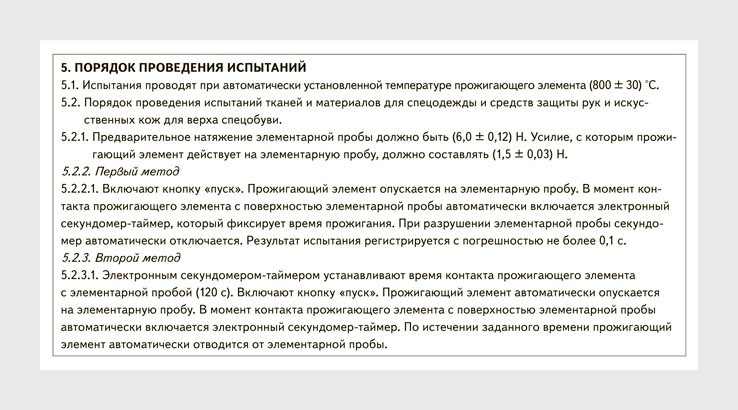 5. ПОРЯДОК ПРОВЕДЕНИЯ ИСПЫТАНИЙ
5.1. Испытания проводят при автоматически установленной температуре прожигающего элемента (800 ± 30) °С.
5.2. Порядок проведения испытаний тканей и материалов для спецодежды и средств защиты рук и искус-
ственных кож для верха спецобуви.
5.2.1. Предварительное натяжение элементарной пробы должно быть (6,0 ± 0,12) Н. Усилие, с которым прожи-
гающий элемент действует на элементарную пробу, должно составлять (1,5 ± 0,03) Н.
5.2.2. Первый метод
5.2.2.1. Включают кнопку «пуск». Прожигающий элемент опускается на элементарную пробу. В момент кон-
такта прожигающего элемента с поверхностью элементарной пробы автоматически включается электронный
секундомер-таймер, который фиксирует время прожигания. При разрушении элементарной пробы секундо-
мер автоматически отключается. Результат испытания регистрируется с погрешностью не более 0,1 с.
5.2.3. Второй метод
5.2.3.1. Электронным секундомером-таймером устанавливают время контакта прожигающего элемента
с элементарной пробой (120 с). Включают кнопку «пуск». Прожигающий элемент автоматически опускается
на элементарную пробу. В момент контакта прожигающего элемента с поверхностью элементарной пробы
автоматически включается электронный секундомер-таймер. По истечении заданного времени прожигающий
элемент автоматически отводится от элементарной пробы.